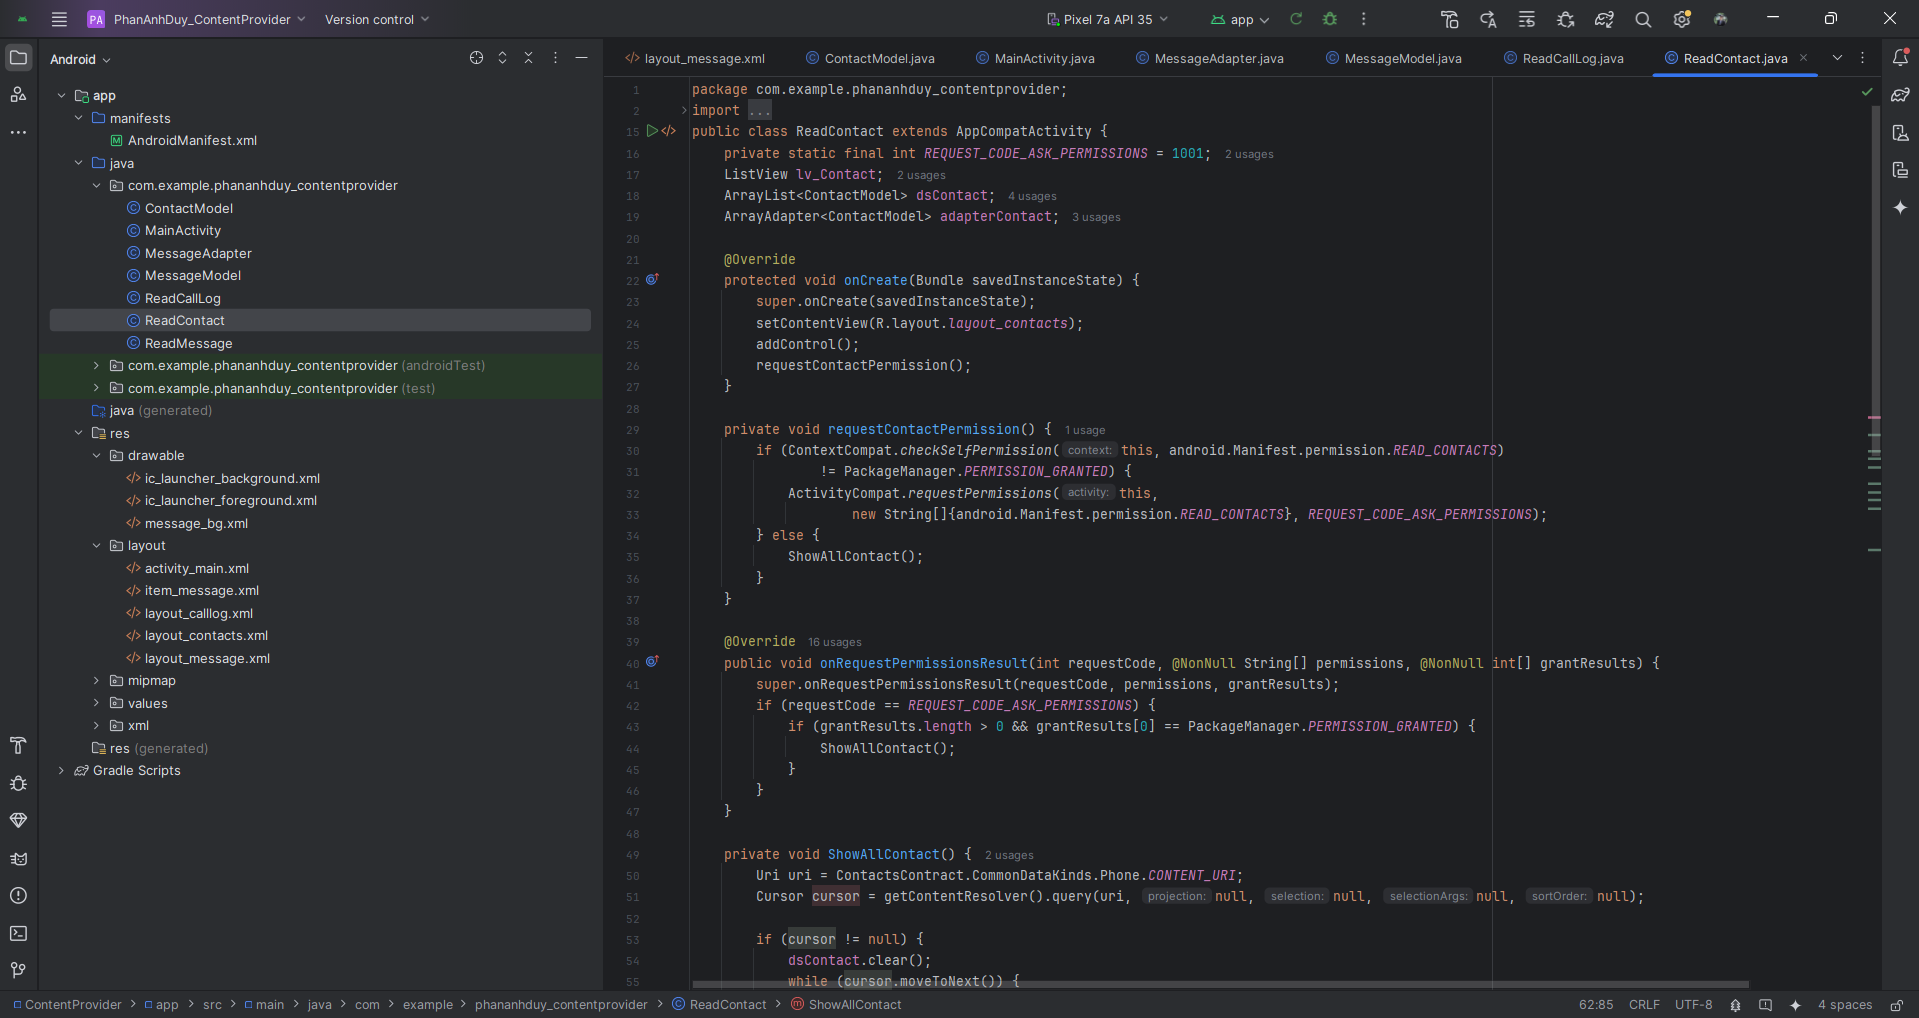 PA PhanAnhDuy_ContentProvider Version control Pixel 7a API 35 app
Android
app
manifests
AndroidManifest.xml
java
com.example.phananhduy_contentprovider
ContactModel
MainActivity
MessageAdapter
MessageModel
ReadCallLog
ReadContact
ReadMessage
com.example.phananhduy_contentprovider (androidTest)
com.example.phananhduy_contentprovider (test)
java (generated)
res
drawable
ic_launcher_background.xml
ic_launcher_foreground.xml
message_bg.xml
layout
activity_main.xml
item_message.xml
layout_calllog.xml
layout_contacts.xml
layout_message.xml
mipmap
values
xml
res (generated)
Gradle Scripts
layout_message.xml ContactModel.java MainActivity.java MessageAdapter.java MessageModel.java ReadCallLog.java ReadContact.java
1 package com.example.phananhduy_contentprovider;
2 import ...
15 public class ReadContact extends AppCompatActivity {
16 private static final int REQUEST_CODE_ASK_PERMISSIONS = 1001; 2 usages
17 ListView lv_Contact; 2 usages
18 ArrayList<ContactModel> dsContact; 4 usages
19 ArrayAdapter<ContactModel> adapterContact; 3 usages
20
21 @Override
22 protected void onCreate(Bundle savedInstanceState) {
23 super.onCreate(savedInstanceState);
24 setContentView(R.layout.layout_contacts);
25 addControl();
26 requestContactPermission();
27 }
28
29 private void requestContactPermission() { 1 usage
30 if (ContextCompat.checkSelfPermission( context: this, android.Manifest.permission.READ_CONTACTS)
31 != PackageManager.PERMISSION_GRANTED) {
32 ActivityCompat.requestPermissions( activity: this,
33 new String[]{android.Manifest.permission.READ_CONTACTS}, REQUEST_CODE_ASK_PERMISSIONS);
34 } else {
35 ShowAllContact();
36 }
37 }
38
39 @Override 16 usages
40 public void onRequestPermissionsResult(int requestCode, @NonNull String[] permissions, @NonNull int[] grantResults) {
41 super.onRequestPermissionsResult(requestCode, permissions, grantResults);
42 if (requestCode == REQUEST_CODE_ASK_PERMISSIONS) {
43 if (grantResults.length > 0 && grantResults[0] == PackageManager.PERMISSION_GRANTED) {
44 ShowAllContact();
45 }
46 }
47 }
48
49 private void ShowAllContact() { 2 usages
50 Uri uri = ContactsContract.CommonDataKinds.Phone.CONTENT_URI;
51 Cursor cursor = getContentResolver().query(uri, projection: null, selection: null, selectionArgs: null, sortOrder: null);
52
53 if (cursor != null) {
54 dsContact.clear();
55 while (cursor.moveToNext()) {
ContentProvider > app > src > main > java > com > example > phananhduy_contentprovider > ReadContact > ShowAllContact 62:85 CRLF UTF-8 4 spaces